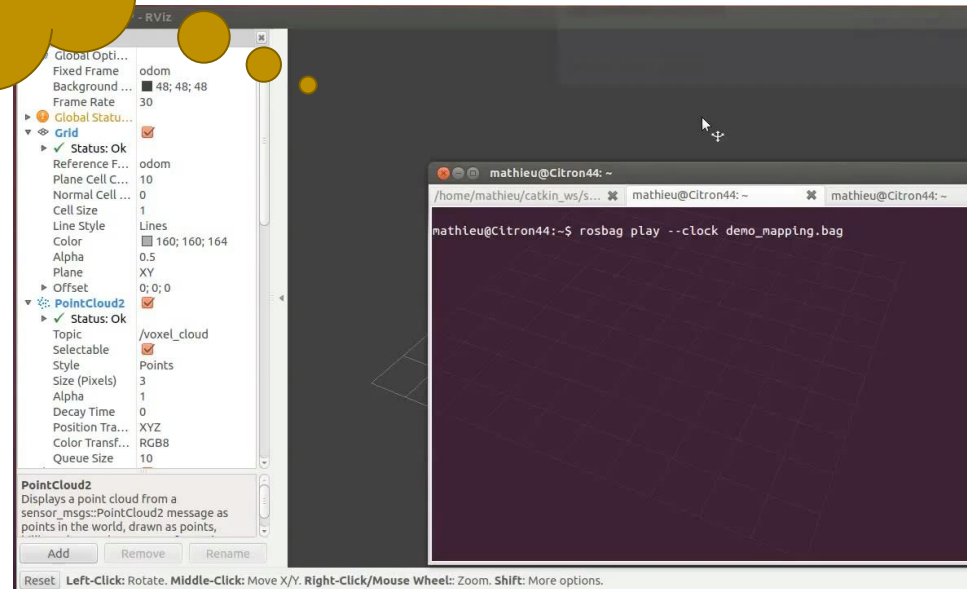 - RViz
Global Opti...
Fixed Frame odom
Background ... 48; 48; 48
Frame Rate 30
Global Statu...
Grid
Status: Ok
Reference F... odom
Plane Cell C... 10
Normal Cell ... 0
Cell Size 1
Line Style Lines
Color 160; 160; 164
Alpha 0.5
Plane XY
Offset 0; 0; 0
PointCloud2
Status: Ok
Topic /voxel_cloud
Selectable
Style Points
Size (Pixels) 3
Alpha 1
Decay Time 0
Position Tra... XYZ
Color Transf... RGB8
Queue Size 10
PointCloud2
Displays a point cloud from a
sensor_msgs::PointCloud2 message as
points in the world, drawn as points,
Add Remove Rename
Reset Left-Click: Rotate. Middle-Click: Move X/Y. Right-Click/Mouse Wheel:: Zoom. Shift: More options.
mathieu@Citron44: ~
/home/mathieu/catkin_ws/s... mathieu@Citron44: ~ mathieu@Citron44: ~
mathieu@Citron44:~$ rosbag play --clock demo_mapping.bag